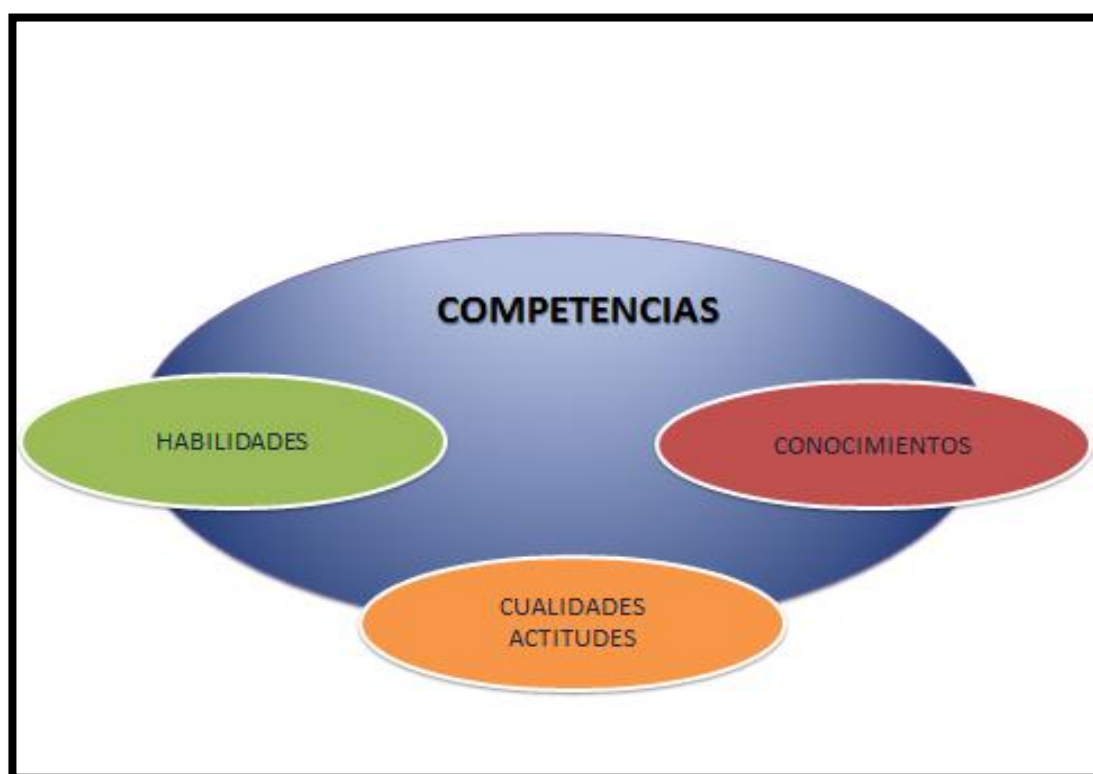 COMPETENCIAS
HABILIDADES
CONOCIMIENTOS
CUALIDADES
ACTITUDES